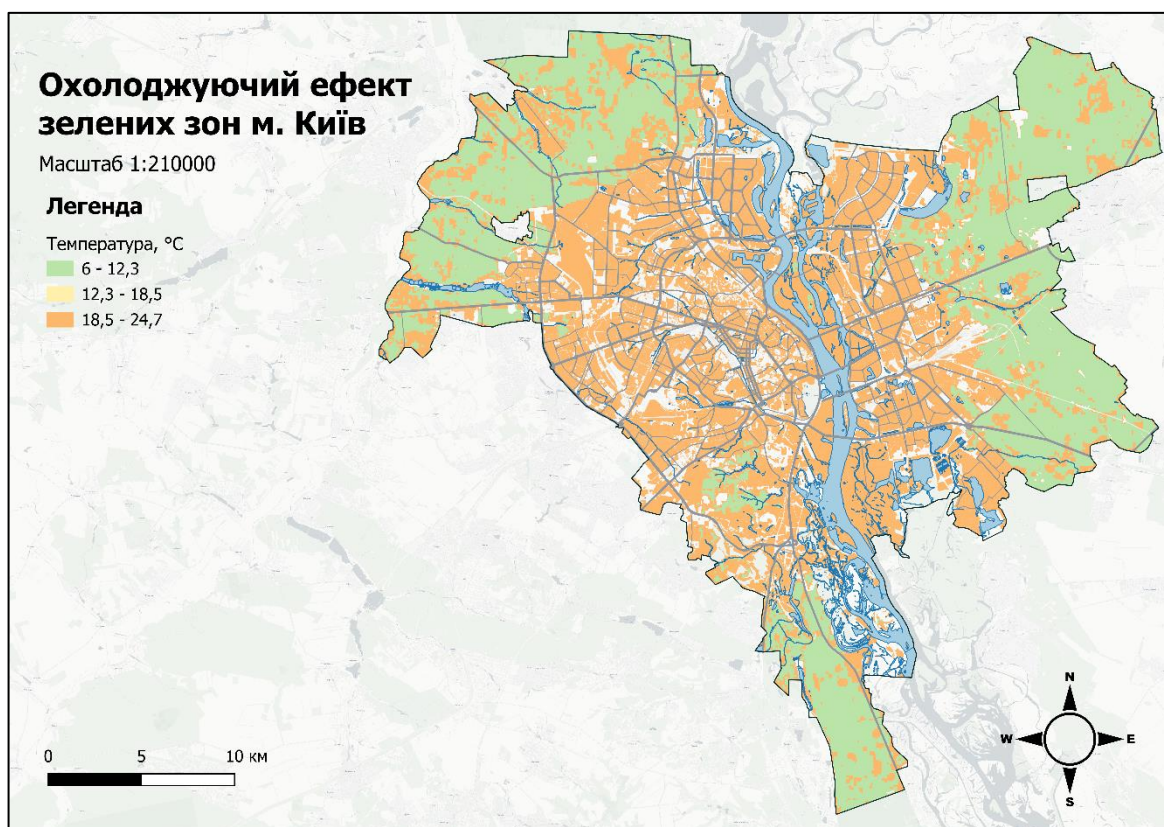 Охолоджуючий ефект
зелених зон м. Київ
Масштаб 1:210000
Легенда
Температура, °C
6 - 12,3
12,3 - 18,5
18,5 - 24,7
0 5 10 км
N
W E
S